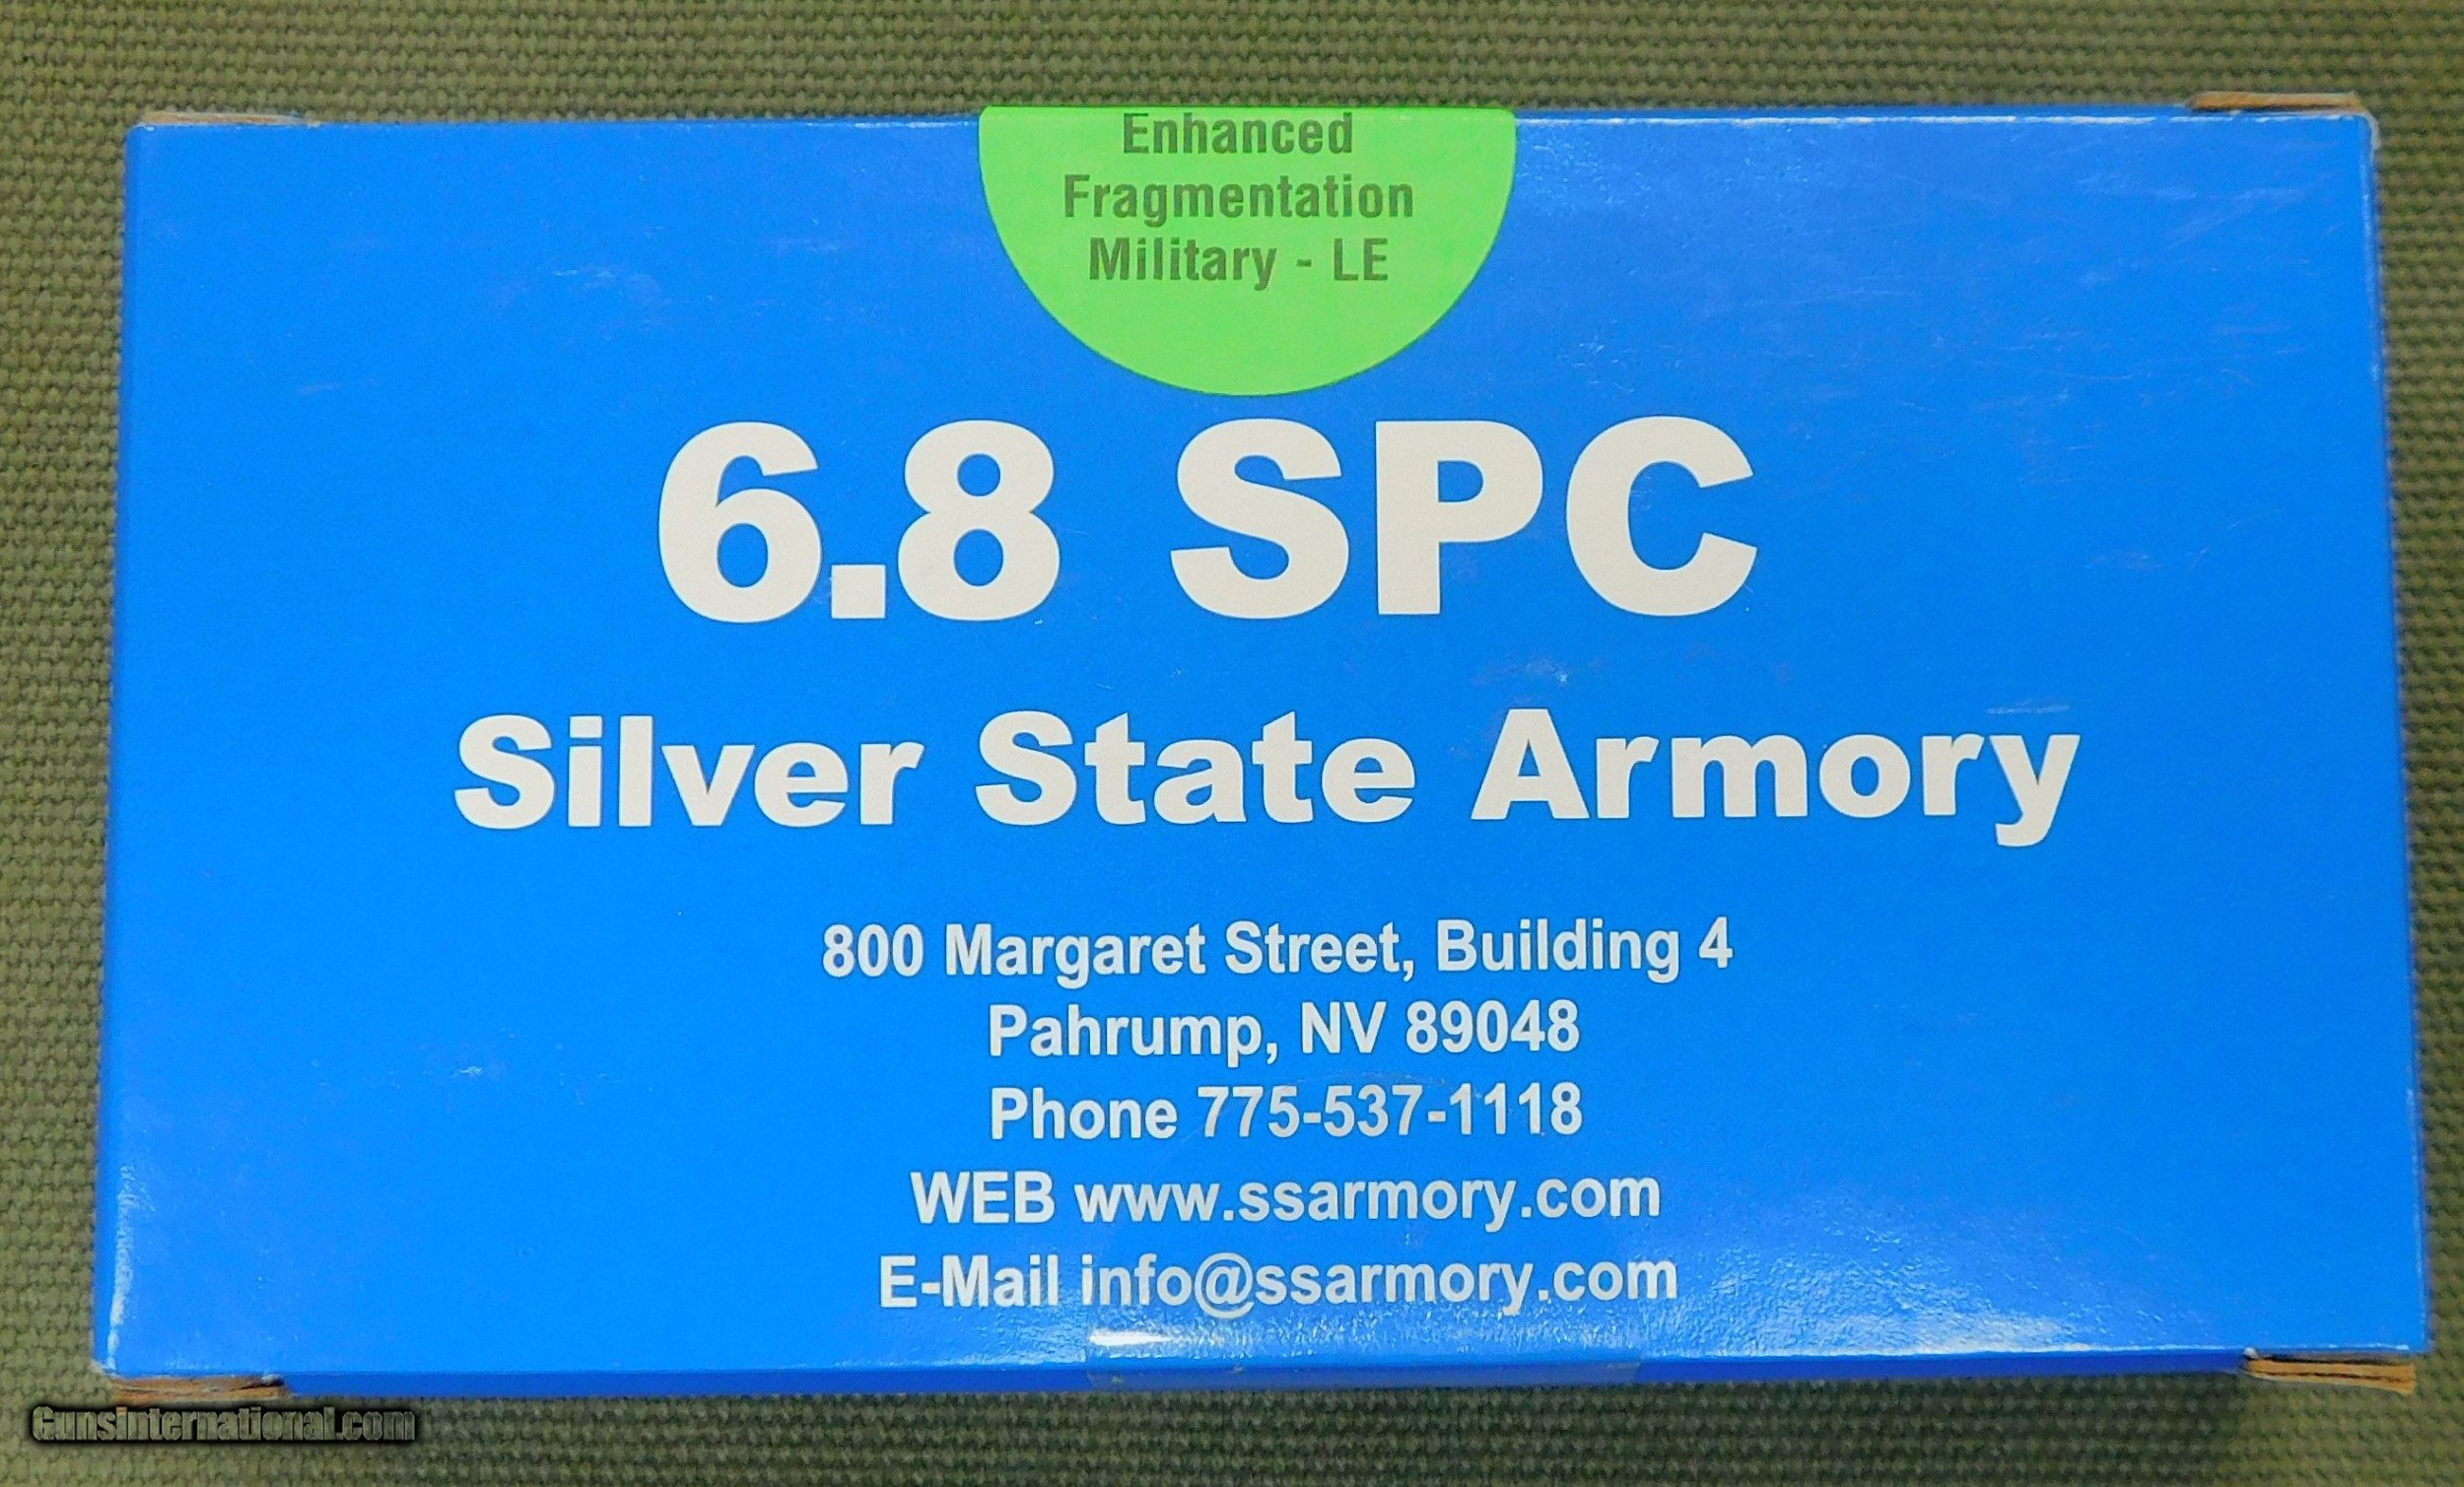 Enhanced
Fragmentation
Military - LE
6.8 SPC
Silver State Armory
800 Margaret Street, Building 4
Pahrump, NV 89048
Phone 775-537-1118
WEB www.ssarmory.com
E-Mail info@ssarmory.com
GunsInternational.com